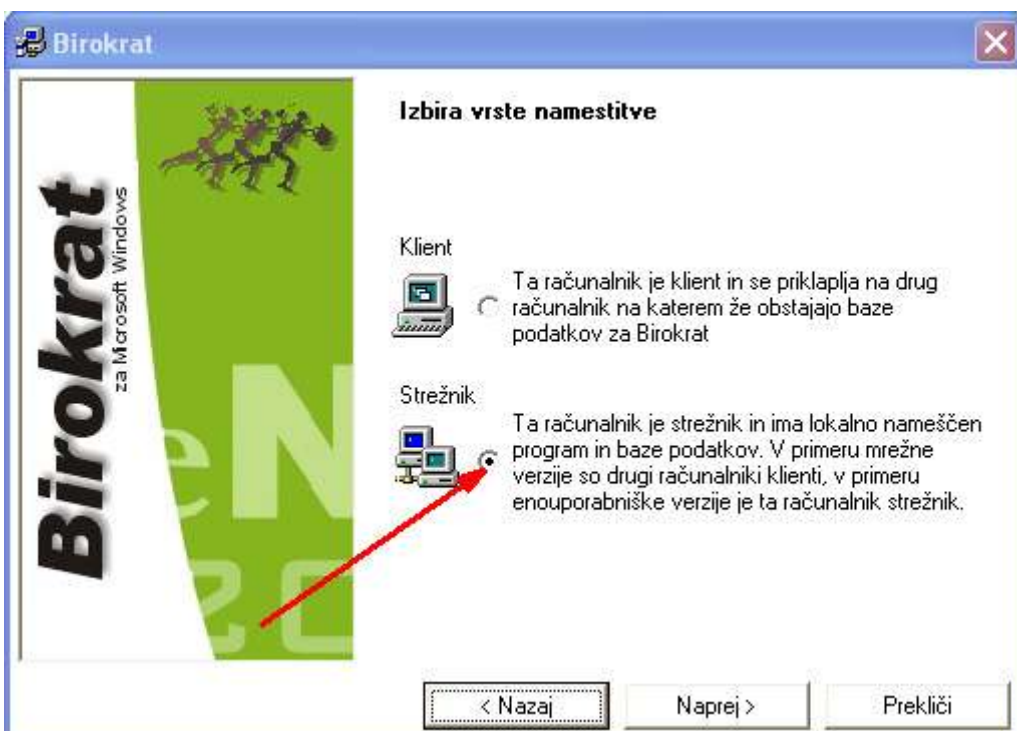 Birokrat
Izbira vrste namestitve
Birokrat
za Microsoft Windows
eN
20
Klient
Ta računalnik je klient in se priklaplja na drug
računalnik na katerem že obstajajo baze
podatkov za Birokrat
Strežnik
Ta računalnik je strežnik in ima lokalno nameščen
program in baze podatkov. V primeru mrežne
verzije so drugi računalniki klienti, v primeru
enouporabniške verzije je ta računalnik strežnik.
< Nazaj
Naprej >
Prekliči